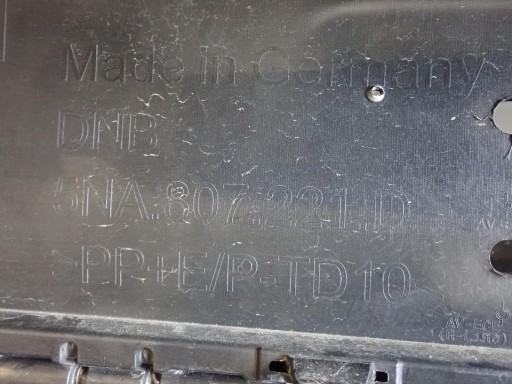 Made in Germany
DNB
5NA.807.221.D
>PP+E/P-TD10